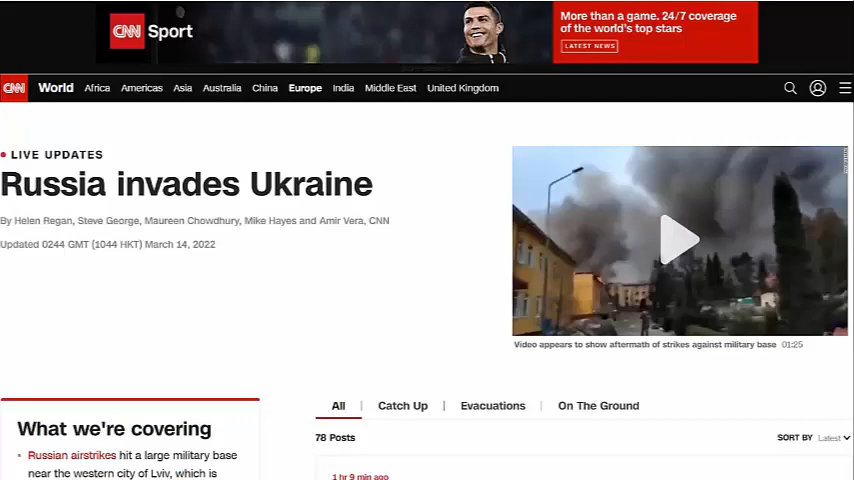 CNN Sport
More than a game. 24/7 coverage
of the world's top stars
LATEST NEWS
CNN World Africa Americas Asia Australia China Europe India Middle East United Kingdom
LIVE UPDATES
Russia invades Ukraine
By Helen Regan, Steve George, Maureen Chowdhury, Mike Hayes and Amir Vera, CNN
Updated 0244 GMT (1044 HKT) March 14, 2022
Video appears to show aftermath of strikes against military base 01:25
All | Catch Up | Evacuations | On The Ground
78 Posts
SORT BY Latest
What we're covering
• Russian airstrikes hit a large military base
near the western city of Lviv, which is
1 hr 9 min ago